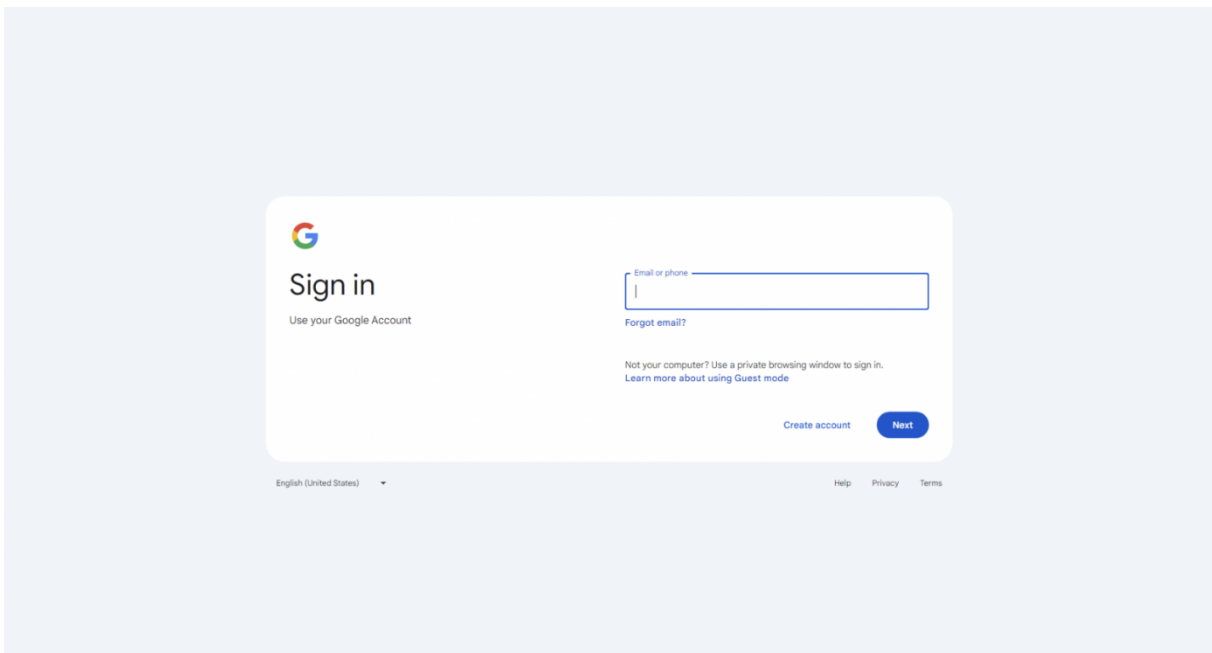 Sign in
Use your Google Account
Email or phone
Forgot email?
Not your computer? Use a private browsing window to sign in.
Learn more about using Guest mode
Create account
Next
English (United States)
Help
Privacy
Terms